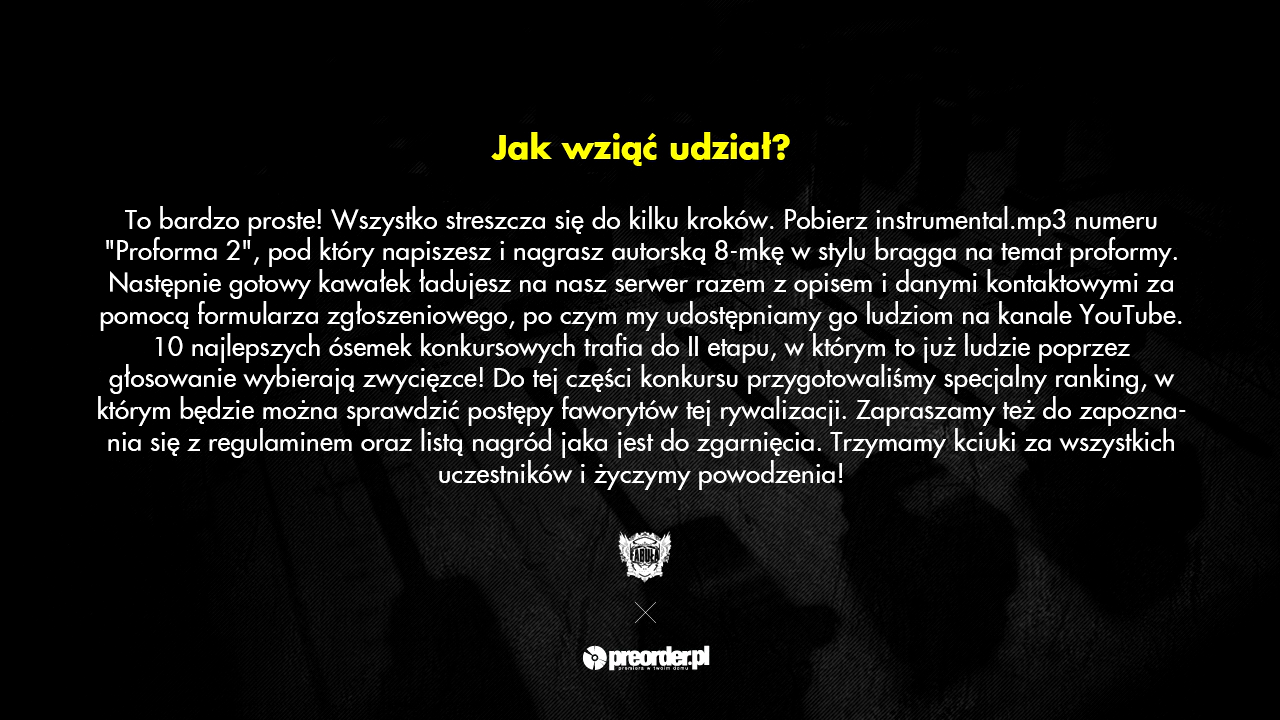 Jak wziąć udział?
To bardzo proste! Wszystko streszcza się do kilku kroków. Pobierz instrumental.mp3 numeru
"Proforma 2", pod który napiszesz i nagrasz autorską 8-mkę w stylu bragga na temat proformy.
Następnie gotowy kawałek ładujesz na nasz serwer razem z opisem i danymi kontaktowymi za
pomocą formularza zgłoszeniowego, po czym my udostępniamy go ludziom na kanale YouTube.
10 najlepszych ósemek konkursowych trafia do II etapu, w którym to już ludzie poprzez
głosowanie wybierają zwycięzce! Do tej części konkursu przygotowaliśmy specjalny ranking, w
którym będzie można sprawdzić postępy faworytów tej rywalizacji. Zapraszamy też do zapozna-
nia się z regulaminem oraz listą nagród jaka jest do zgarnięcia. Trzymamy kciuki za wszystkich
uczestników i życzymy powodzenia!
FABUŁA
preorder.pl
premiera w twoim domu